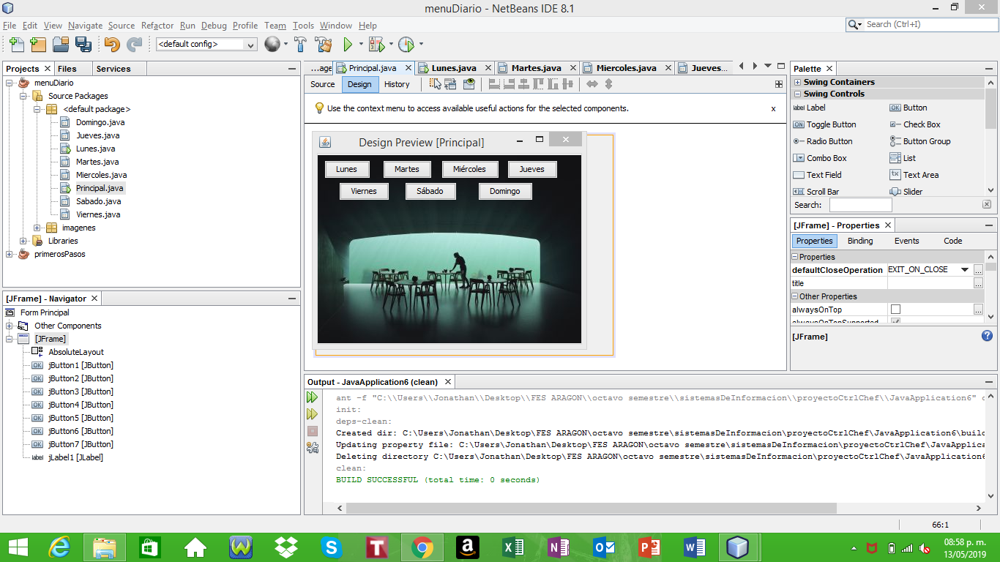 menuDiario - NetBeans IDE 8.1
File Edit View Navigate Source Refactor Run Debug Profile Team Tools Window Help
Search (Ctrl+I)
<default config>
Projects
Files
Services
menuDiario
Source Packages
<default package>
Domingo.java
Jueves.java
Lunes.java
Martes.java
Miercoles.java
Principal.java
Sabado.java
Viernes.java
imagenes
Libraries
primerosPasos
[JFrame] - Navigator
Form Principal
Other Components
[JFrame]
AbsoluteLayout
jButton1 [JButton]
jButton2 [JButton]
jButton3 [JButton]
jButton4 [JButton]
jButton5 [JButton]
jButton6 [JButton]
jButton7 [JButton]
jLabel1 [JLabel]
...age Principal.java Lunes.java Martes.java Miercoles.java Jueves...
Source Design History
Use the context menu to access available useful actions for the selected components. x
Design Preview [Principal]
Lunes Martes Miércoles Jueves
Viernes Sábado Domingo
Palette
Swing Containers
Swing Controls
Label Button
Toggle Button Check Box
Radio Button Button Group
Combo Box List
Text Field Text Area
Scroll Bar Slider
Search:
[JFrame] - Properties
Properties Binding Events Code
Properties
defaultCloseOperation EXIT_ON_CLOSE
title
Other Properties
alwaysOnTop
alwaysOnTopSupported
[JFrame]
Output - JavaApplication6 (clean)
ant -f "C:\\Users\\Jonathan\\Desktop\\FES ARAGON\\octavo semestre\\sistemasDeInformacion\\proyectoCtrlChef\\JavaApplication6" c
init:
deps-clean:
Created dir: C:\Users\Jonathan\Desktop\FES ARAGON\octavo semestre\sistemasDeInformacion\proyectoCtrlChef\JavaApplication6\build
Updating property file: C:\Users\Jonathan\Desktop\FES ARAGON\octavo semestre\sistemasDeInformacion\proyectoCtrlChef\JavaApplica
Deleting directory C:\Users\Jonathan\Desktop\FES ARAGON\octavo semestre\sistemasDeInformacion\proyectoCtrlChef\JavaApplication6
clean:
BUILD SUCCESSFUL (total time: 0 seconds)
66:1
08:58 p. m.
13/05/2019